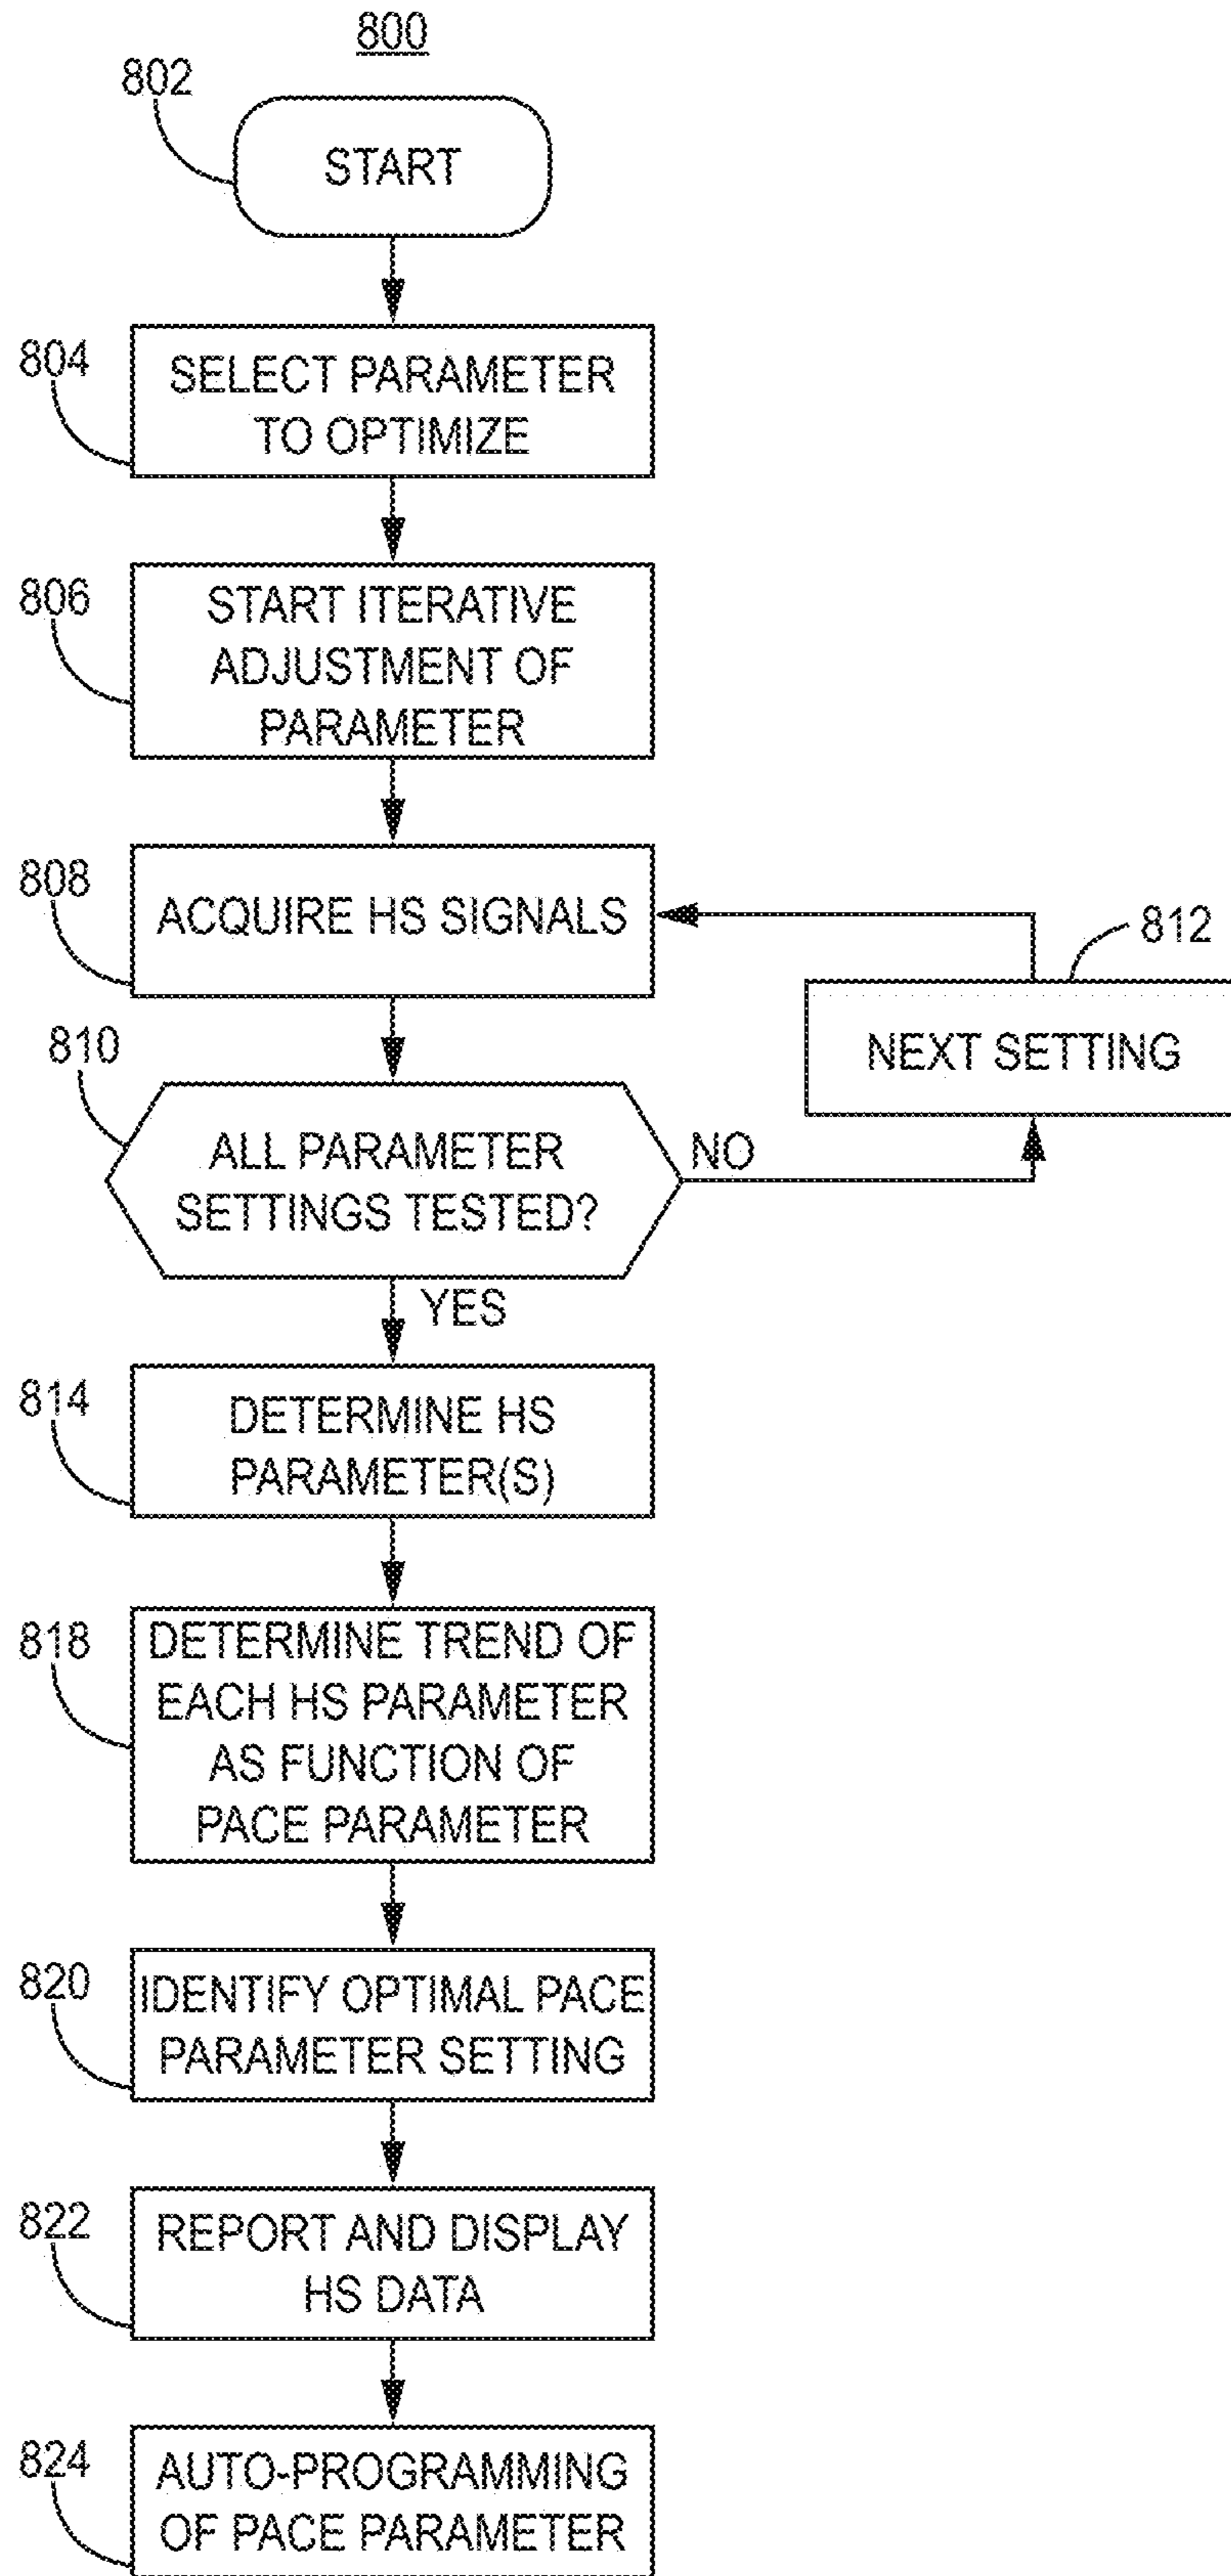 800
802
START
804
SELECT PARAMETER
TO OPTIMIZE
806
START ITERATIVE
ADJUSTMENT OF
PARAMETER
808
ACQUIRE HS SIGNALS
812
NEXT SETTING
810
ALL PARAMETER
SETTINGS TESTED?
NO
YES
814
DETERMINE HS
PARAMETER(S)
818
DETERMINE TREND OF
EACH HS PARAMETER
AS FUNCTION OF
PACE PARAMETER
820
IDENTIFY OPTIMAL PACE
PARAMETER SETTING
822
REPORT AND DISPLAY
HS DATA
824
AUTO-PROGRAMMING
OF PACE PARAMETER